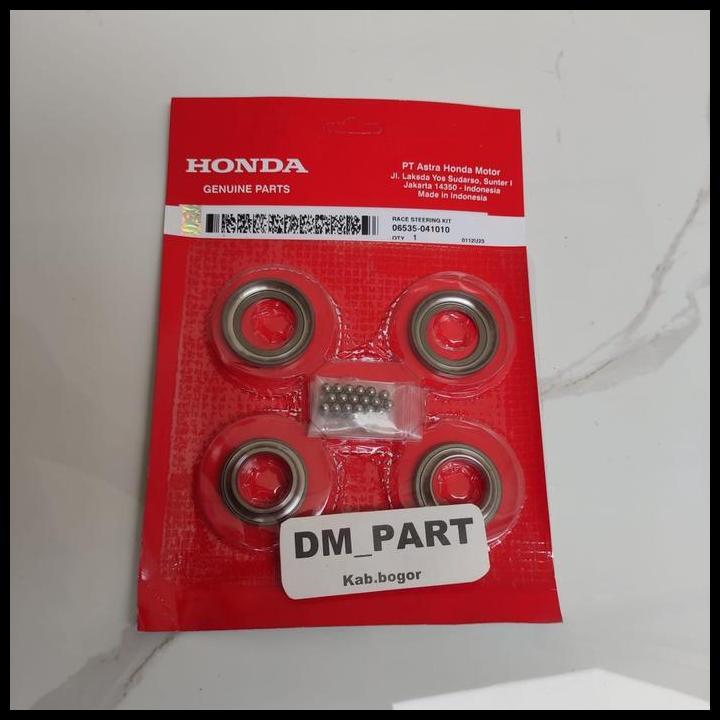 HONDA
GENUINE PARTS
PT Astra Honda Motor
Jl. Laksda Yos Sudarso, Sunter I
Jakarta 14350 - Indonesia
Made in Indonesia
RACE STEERING KIT
06535-041010
QTY 1
0112U23
DM_PART
Kab.bogor